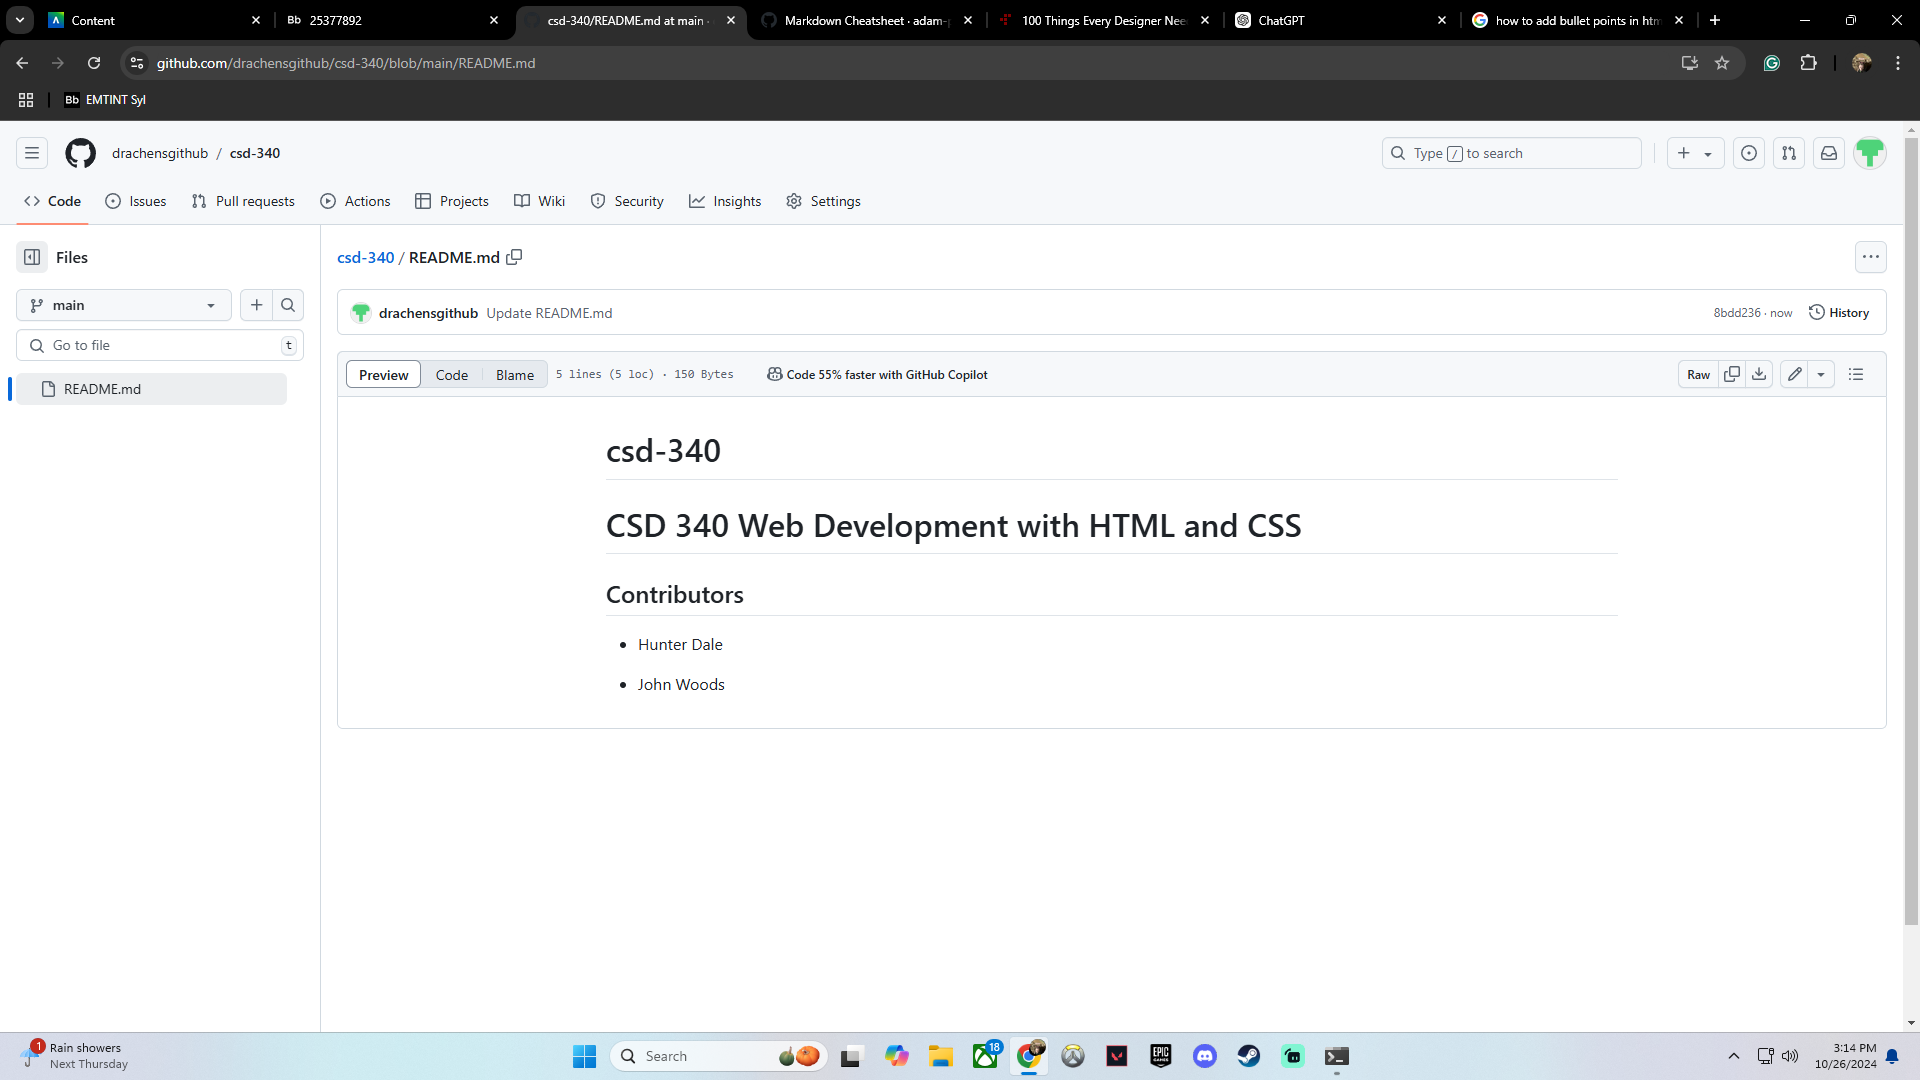 Content
Bb 25377892
csd-340/README.md at main ·
Markdown Cheatsheet · adam-p
100 Things Every Designer Nee
ChatGPT
how to add bullet points in htm
github.com/drachensgithub/csd-340/blob/main/README.md
Bb EMTINT Syl
drachensgithub / csd-340
Type / to search
Code
Issues
Pull requests
Actions
Projects
Wiki
Security
Insights
Settings
Files
csd-340 / README.md
main
drachensgithub Update README.md
8bdd236 · now
History
Go to file
t
README.md
Preview
Code
Blame
5 lines (5 loc) · 150 Bytes
Code 55% faster with GitHub Copilot
Raw
csd-340
CSD 340 Web Development with HTML and CSS
Contributors
Hunter Dale
John Woods
1
Rain showers
Next Thursday
Search
18
EPIC GAMES
3:14 PM
10/26/2024